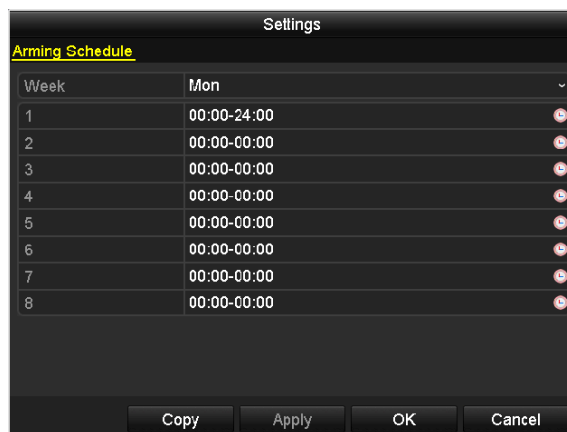 Settings
Arming Schedule
Week Mon
1 00:00-24:00
2 00:00-00:00
3 00:00-00:00
4 00:00-00:00
5 00:00-00:00
6 00:00-00:00
7 00:00-00:00
8 00:00-00:00
Copy Apply OK Cancel